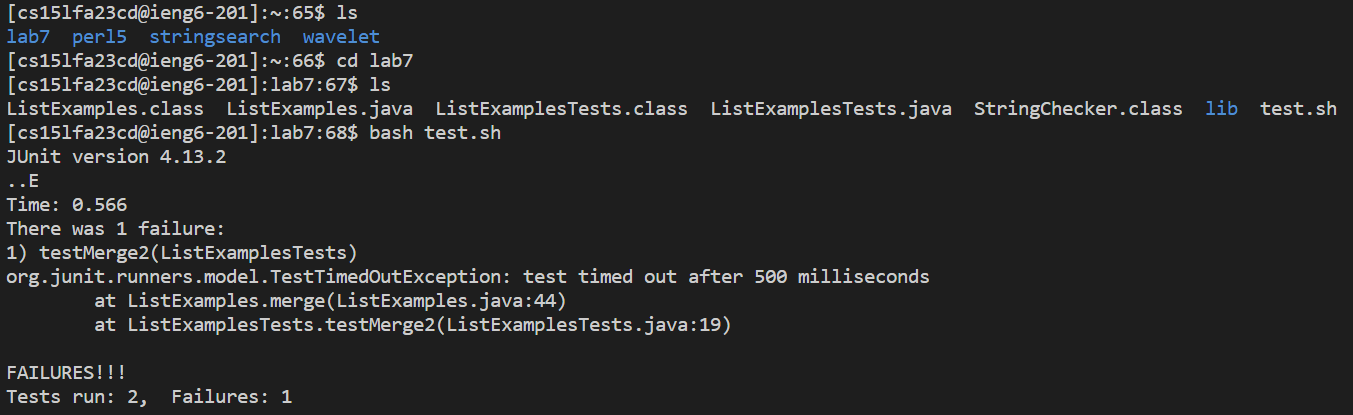 [cs15lfa23cd@ieng6-201]:~:65$ ls
lab7  perl5  stringsearch  wavelet
[cs15lfa23cd@ieng6-201]:~:66$ cd lab7
[cs15lfa23cd@ieng6-201]:lab7:67$ ls
ListExamples.class  ListExamples.java  ListExamplesTests.class  ListExamplesTests.java  StringChecker.class  lib  test.sh
[cs15lfa23cd@ieng6-201]:lab7:68$ bash test.sh
JUnit version 4.13.2
..E
Time: 0.566
There was 1 failure:
1) testMerge2(ListExamplesTests)
org.junit.runners.model.TestTimedOutException: test timed out after 500 milliseconds
        at ListExamples.merge(ListExamples.java:44)
        at ListExamplesTests.testMerge2(ListExamplesTests.java:19)
FAILURES!!!
Tests run: 2,  Failures: 1